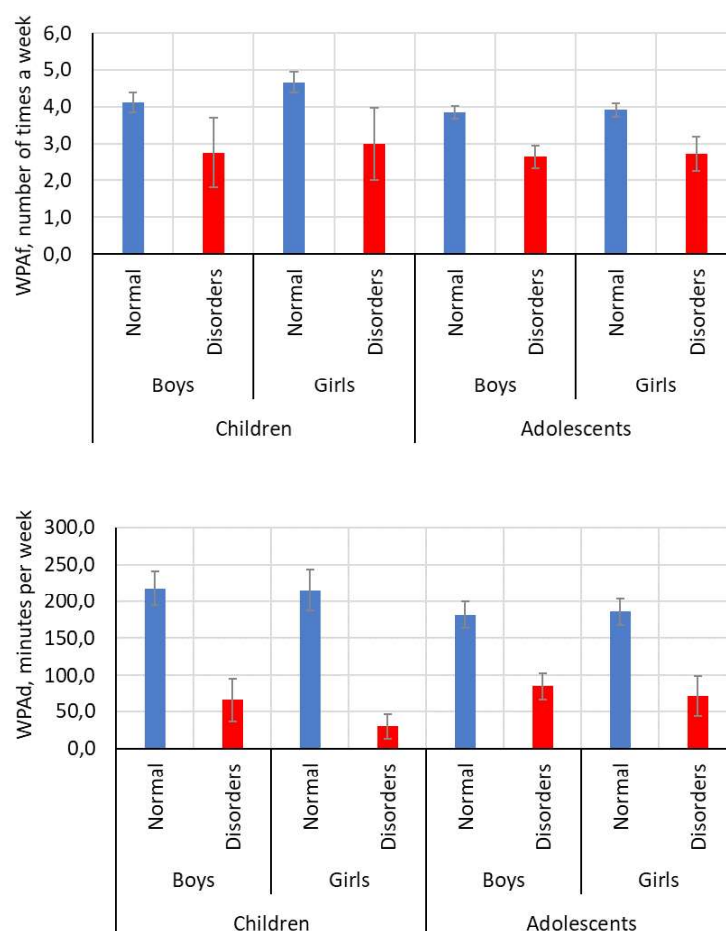 WPAf, number of times a week
6,0
5,0
4,0
3,0
2,0
1,0
0,0
Normal Disorders Normal Disorders Normal Disorders Normal Disorders
Boys Girls Boys Girls
Children Adolescents
WPAd, minutes per week
300,0
250,0
200,0
150,0
100,0
50,0
0,0
Normal Disorders Normal Disorders Normal Disorders Normal Disorders
Boys Girls Boys Girls
Children Adolescents